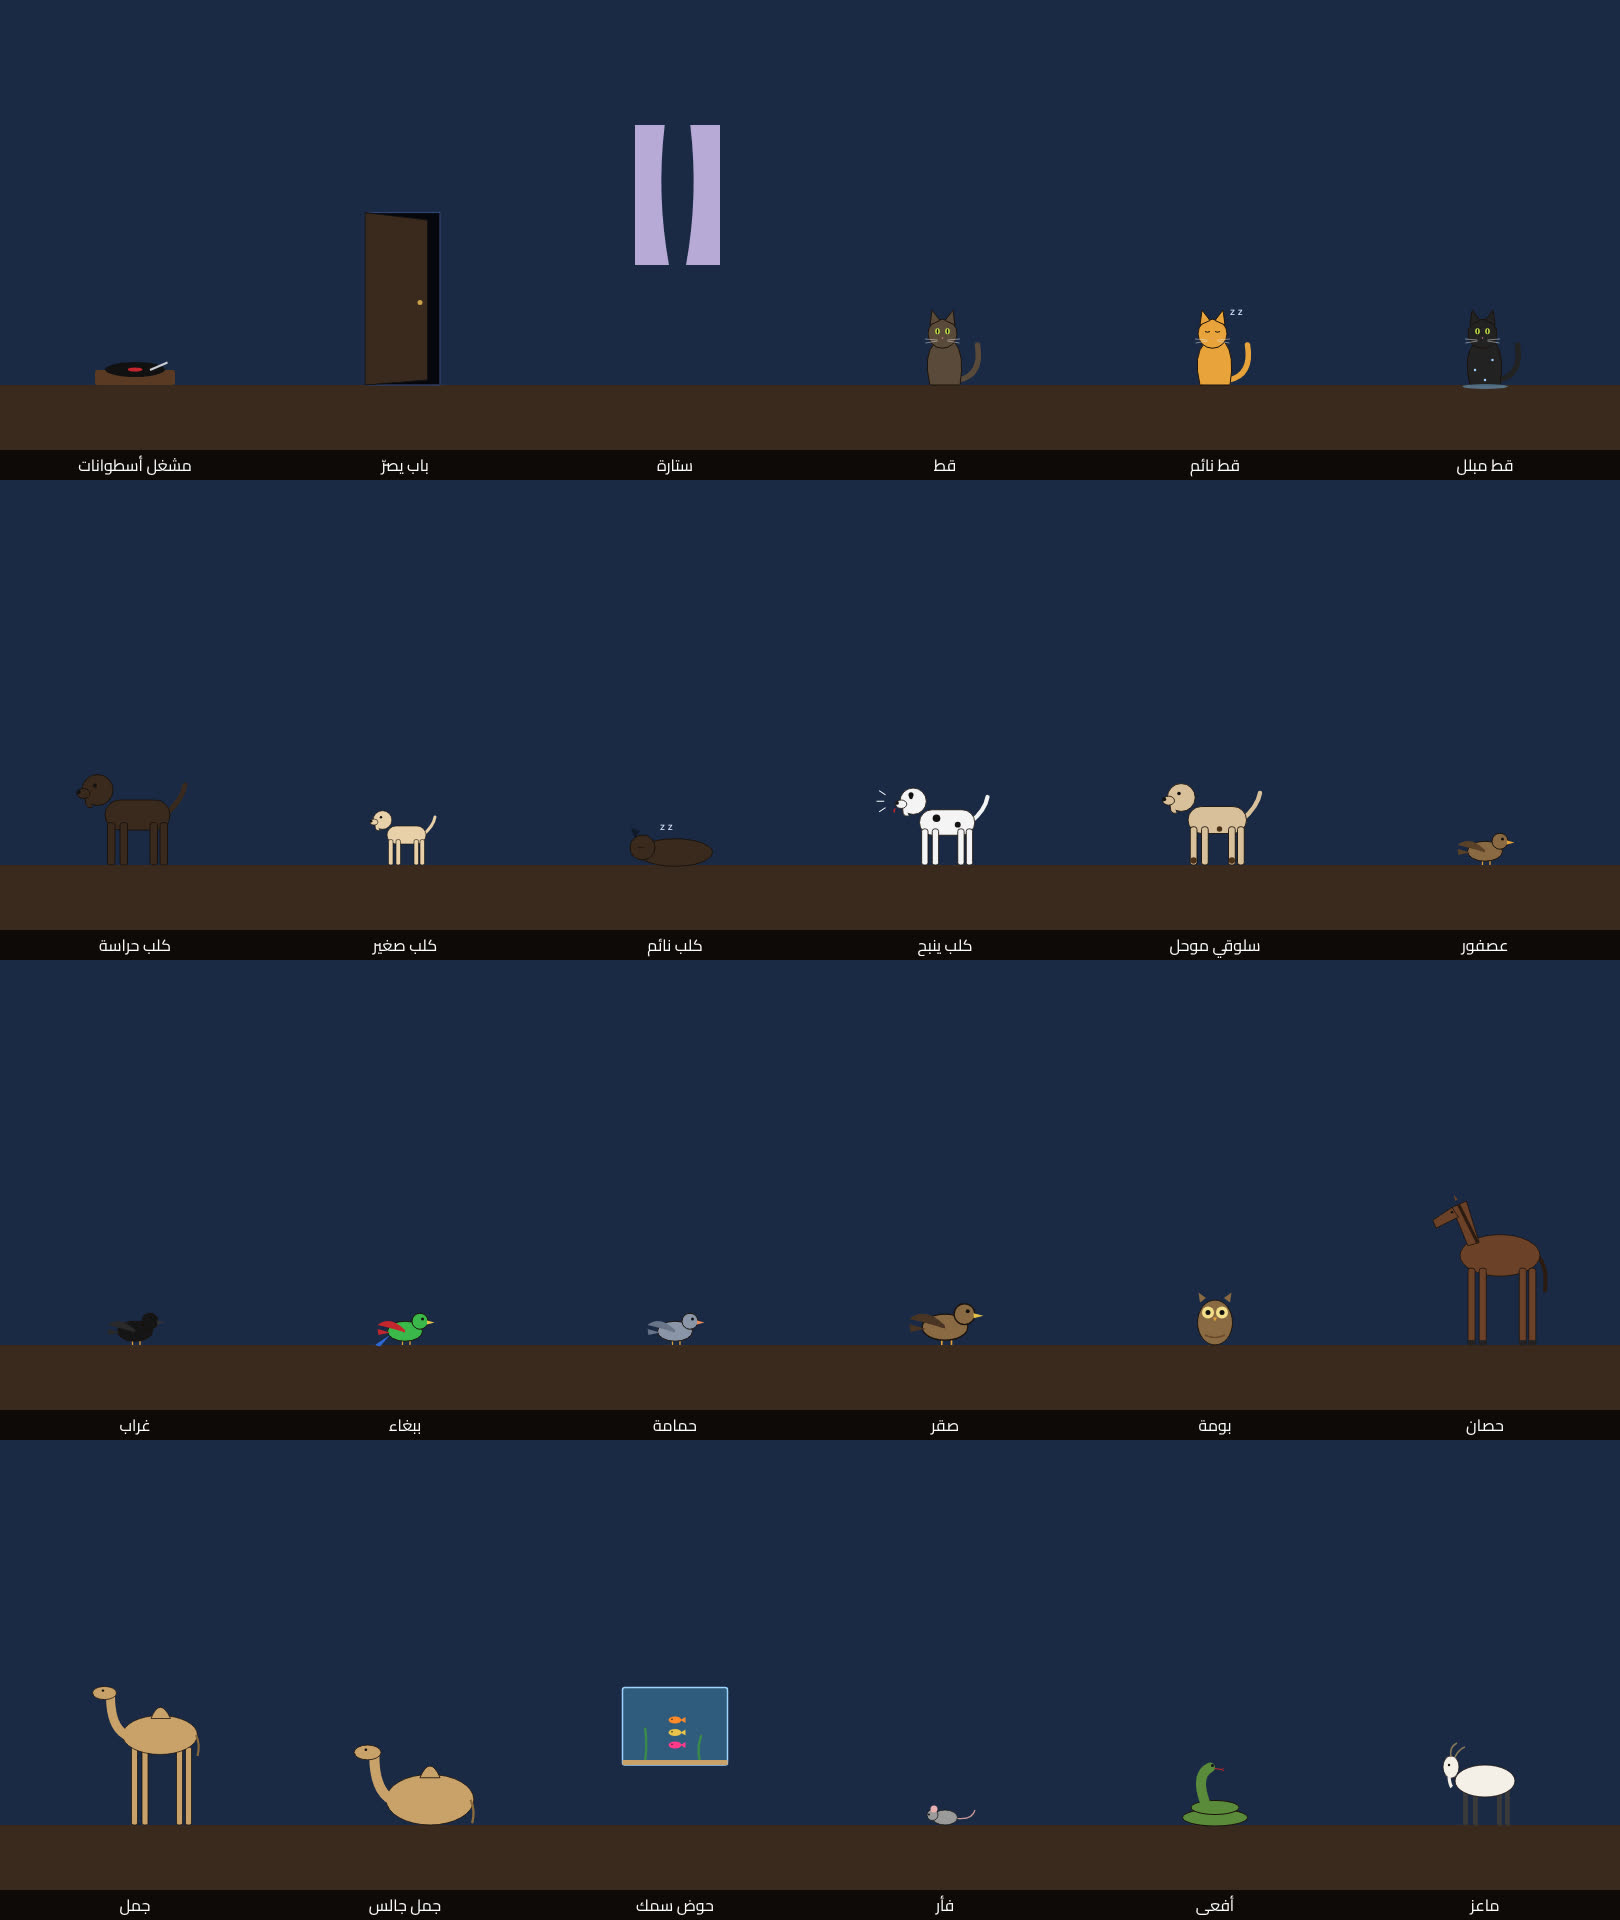 z z
مشغل أسطوانات
باب يصرّ
ستارة
قط
قط نائم
قط مبلل
z z
كلب حراسة
كلب صغير
كلب نائم
كلب ينبح
سلوقي موحل
عصفور
غراب
ببغاء
حمامة
صقر
بومة
حصان
جمل
جمل جالس
حوض سمك
فأر
أفعى
ماعز